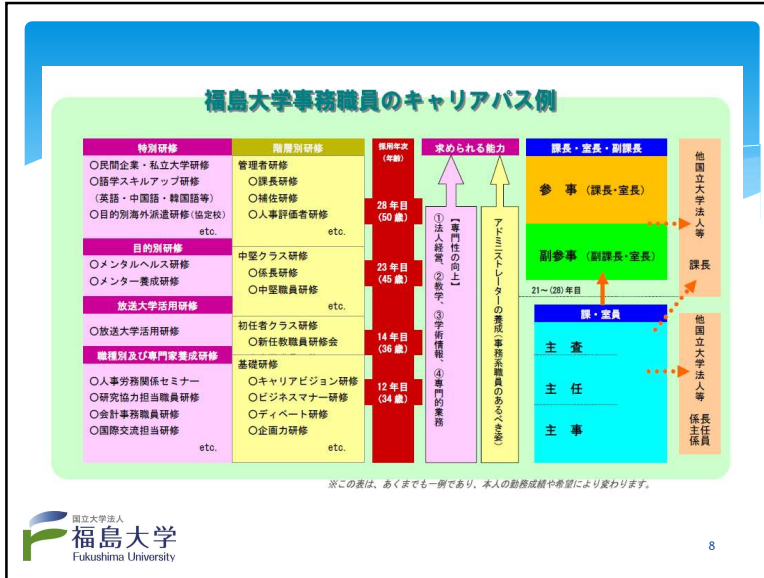 福島大学事務職員のキャリアパス例
特別研修
〇民間企業・私立大学研修
〇語学スキルアップ研修
(英語・中国語・韓国語等)
〇目的別海外派遣研修(協定校)
etc.
目的別研修
〇メンタルヘルス研修
〇メンター養成研修
放送大学活用研修
〇放送大学活用研修
職種別及び専門家養成研修
〇人事労務関係セミナー
〇研究協力担当職員研修
〇会計事務職員研修
〇国際交流担当研修
etc.
階層別研修
管理者研修
〇課長研修
〇補佐研修
〇人事評価者研修
etc.
中堅クラス研修
〇係長研修
〇中堅職員研修
etc.
初任者クラス研修
〇新任教職員研修会
基礎研修
〇キャリアビジョン研修
〇ビジネスマナー研修
〇ディベート研修
〇企画力研修
etc.
採用年次
(年齢)
28年目
(50歳)
23年目
(45歳)
14年目
(36歳)
12年目
(34歳)
求められる能力
【専門性の向上】
①法人経営、②教学、③学術情報、④専門的業務
アドミニストレーターの養成(事務系職員のあるべき姿)
課長・室長・副課長
参 事(課長・室長)
副参事(副課長・室長)
21~(28)年目
課・室員
主 査
主 任
主 事
他国立大学法人等
課長
他国立大学法人等
係長
主任
係員
※この表は、あくまでも一例であり、本人の勤務成績や希望により変わります。
国立大学法人
福島大学
Fukushima University
8